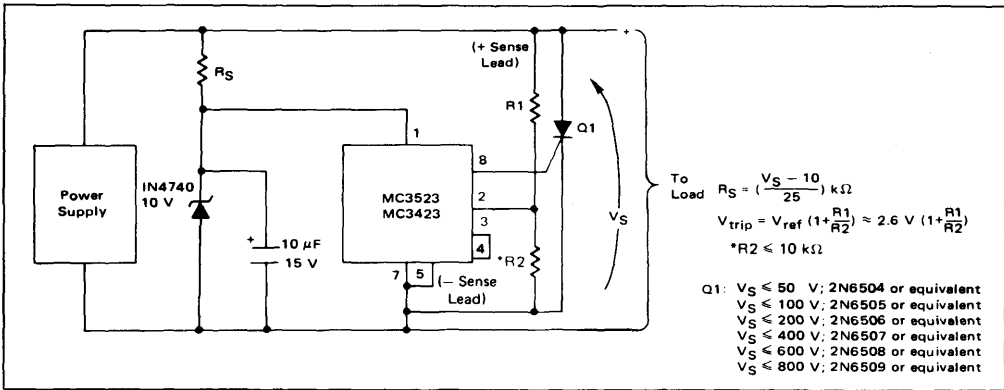 (+ Sense
Lead)
+
RS
R1
1
Q1
8
Power
Supply
IN4740
10 V
MC3523
MC3423
2
3
4
VS
To
Load
RS = (VS − 10 / 25) kΩ
Vtrip = Vref (1+R1/R2) ≈ 2.6 V (1+R1/R2)
*R2 ⩽ 10 kΩ
+
10 µF
15 V
*R2
7
5
(− Sense
Lead)
Q1: VS ⩽ 50 V; 2N6504 or equivalent
VS ⩽ 100 V; 2N6505 or equivalent
VS ⩽ 200 V; 2N6506 or equivalent
VS ⩽ 400 V; 2N6507 or equivalent
VS ⩽ 600 V; 2N6508 or equivalent
VS ⩽ 800 V; 2N6509 or equivalent